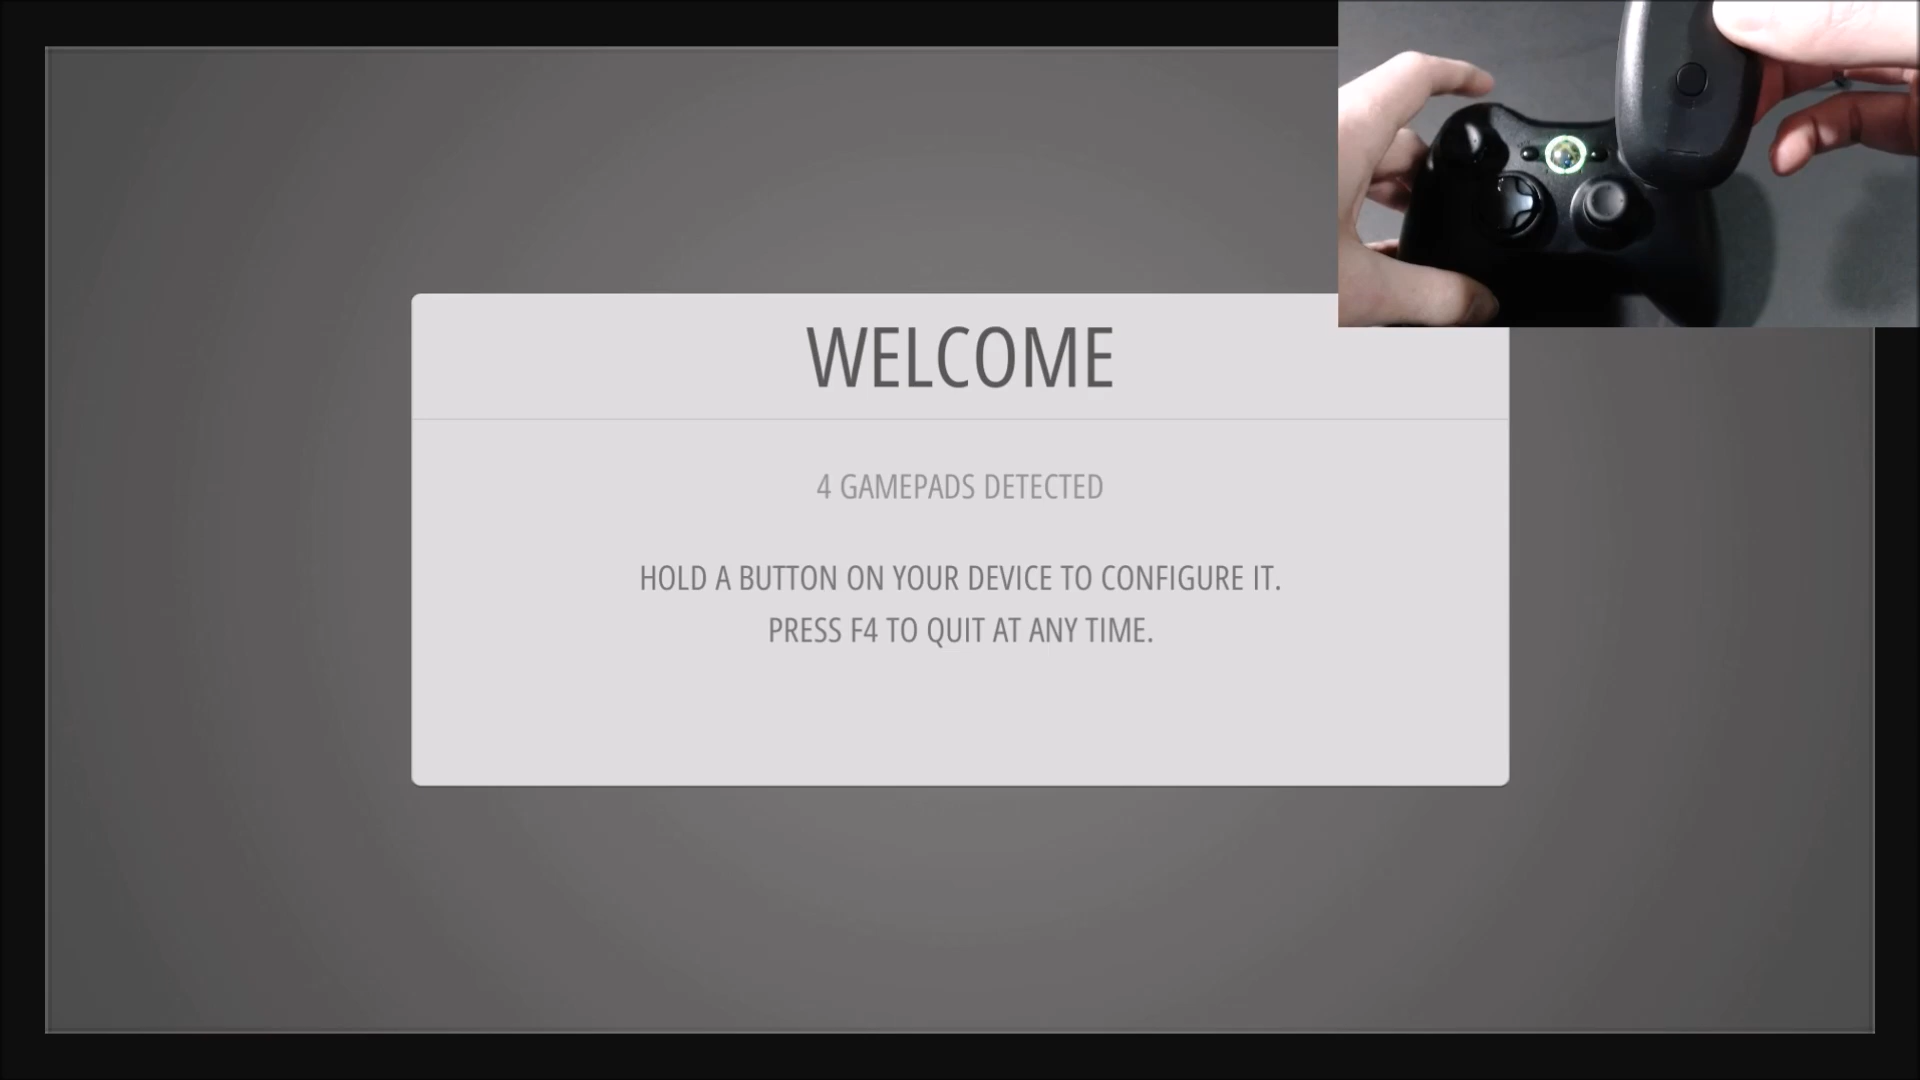 WELCOME
4 GAMEPADS DETECTED
HOLD A BUTTON ON YOUR DEVICE TO CONFIGURE IT.
PRESS F4 TO QUIT AT ANY TIME.